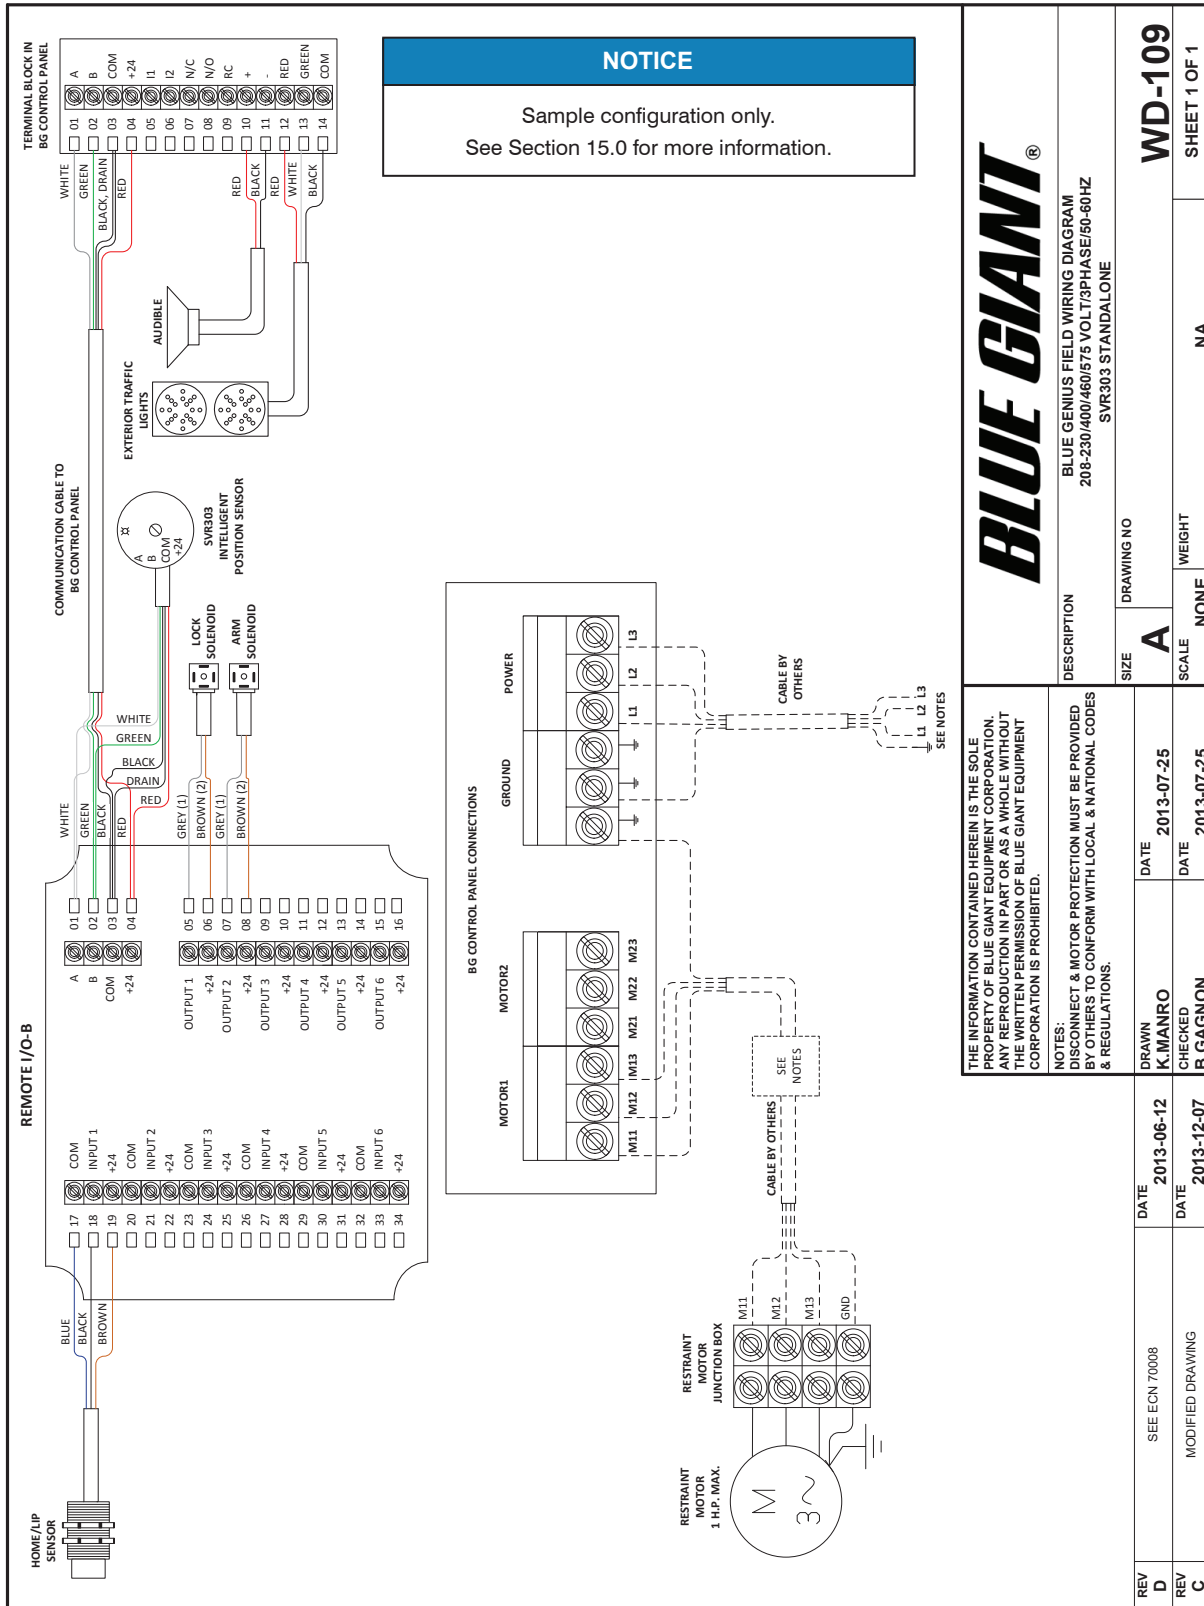 NOTICE
Sample configuration only.
See Section 15.0 for more information.
HOME/LIP
SENSOR
BLUE
BLACK
BROWN
REMOTE I/O-B
17 COM
18 INPUT 1
19 +24
20 COM
21 INPUT 2
22 +24
23 COM
24 INPUT 3
25 +24
26 COM
27 INPUT 4
28 +24
29 COM
30 INPUT 5
31 +24
32 COM
33 INPUT 6
34 +24
A 01
B 02
COM 03
+24 04
OUTPUT 1 05
+24 06
OUTPUT 2 07
+24 08
OUTPUT 3 09
+24 10
OUTPUT 4 11
+24 12
OUTPUT 5 13
+24 14
OUTPUT 6 15
+24 16
WHITE
GREEN
BLACK
RED
WHITE
GREEN
BLACK
DRAIN
RED
GREY (1)
BROWN (2)
GREY (1)
BROWN (2)
LOCK
SOLENOID
ARM
SOLENOID
COMMUNICATION CABLE TO
BG CONTROL PANEL
A
B
COM
+24
SVR303
INTELLIGENT
POSITION SENSOR
EXTERIOR TRAFFIC
LIGHTS
AUDIBLE
WHITE
GREEN
BLACK, DRAIN
RED
RED
BLACK
RED
WHITE
BLACK
TERMINAL BLOCK IN
BG CONTROL PANEL
01 A
02 B
03 COM
04 +24
05 I1
06 I2
07 N/C
08 N/O
09 RC
10 +
11 -
12 RED
13 GREEN
14 COM
BG CONTROL PANEL CONNECTIONS
MOTOR1
MOTOR2
GROUND
POWER
M11 M12 M13 M21 M22 M23
L1 L2 L3
CABLE BY
OTHERS
L1 L2 L3
SEE NOTES
SEE
NOTES
CABLE BY OTHERS
RESTRAINT
MOTOR
JUNCTION BOX
M11
M12
M13
GND
RESTRAINT
MOTOR
1 H.P. MAX.
M
3~
THE INFORMATION CONTAINED HEREIN IS THE SOLE
PROPERTY OF BLUE GIANT EQUIPMENT CORPORATION.
ANY REPRODUCTION IN PART OR AS A WHOLE WITHOUT
THE WRITTEN PERMISSION OF BLUE GIANT EQUIPMENT
CORPORATION IS PROHIBITED.
NOTES:
DISCONNECT & MOTOR PROTECTION MUST BE PROVIDED
BY OTHERS TO CONFORM WITH LOCAL & NATIONAL CODES
& REGULATIONS.
BLUE GIANT ®
DESCRIPTION
BLUE GENIUS FIELD WIRING DIAGRAM
208-230/400/460/575 VOLT/3PHASE/50-60HZ
SVR303 STANDALONE
SIZE A
DRAWING NO WD-109
SCALE NONE
WEIGHT NA
SHEET 1 OF 1
REV D
SEE ECN 70008
DATE 2013-06-12
DRAWN K.MANRO
DATE 2013-07-25
REV C
MODIFIED DRAWING
DATE 2013-12-07
CHECKED B.GAGNON
DATE 2013-07-25